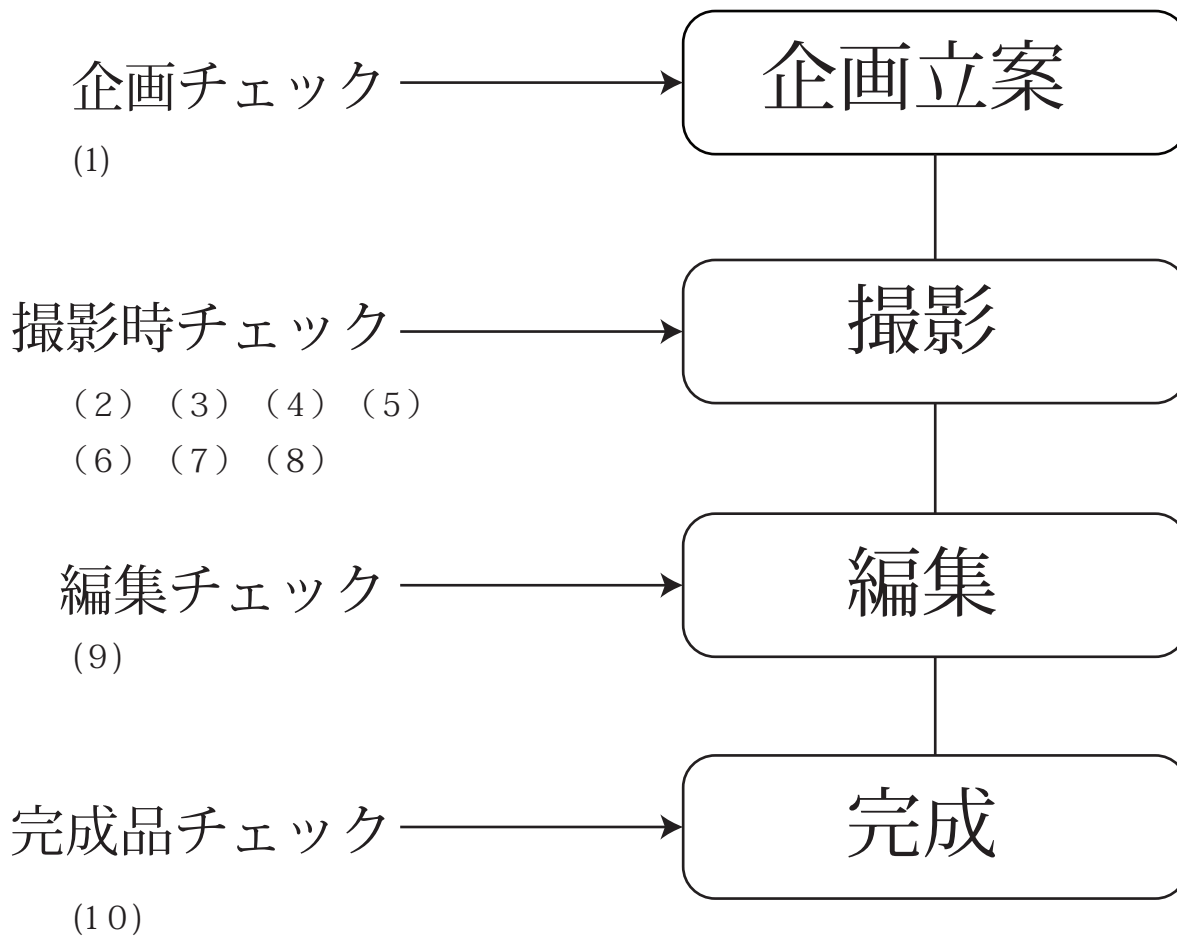 企画チェック
企画立案
(1)
撮影時チェック
撮影
(2) (3) (4) (5)
(6) (7) (8)
編集チェック
編集
(9)
完成品チェック
完成
(10)